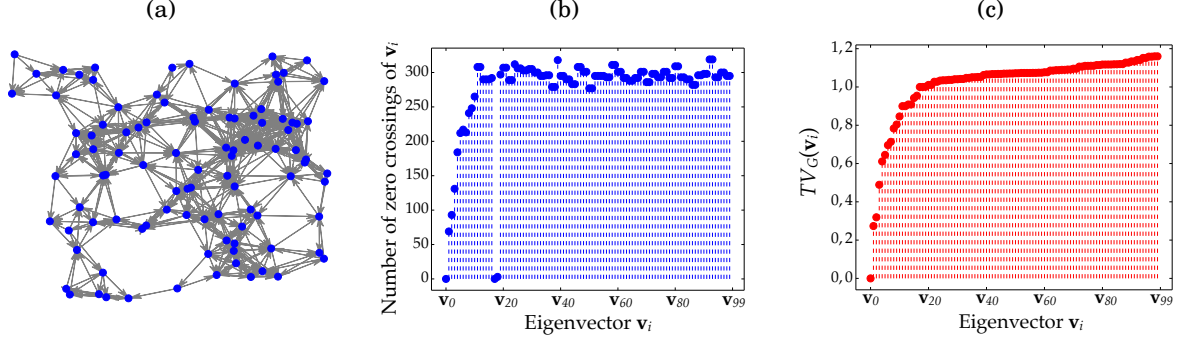 (a)
(b)
(c)
Number of zero crossings of v_i
300
250
200
150
100
50
0
v_0 v_20 v_40 v_60 v_80 v_99
Eigenvector v_i
TV_G(v_i)
1,2
1,0
0,8
0,6
0,4
0,2
0,0
v_0 v_20 v_40 v_60 v_80 v_99
Eigenvector v_i